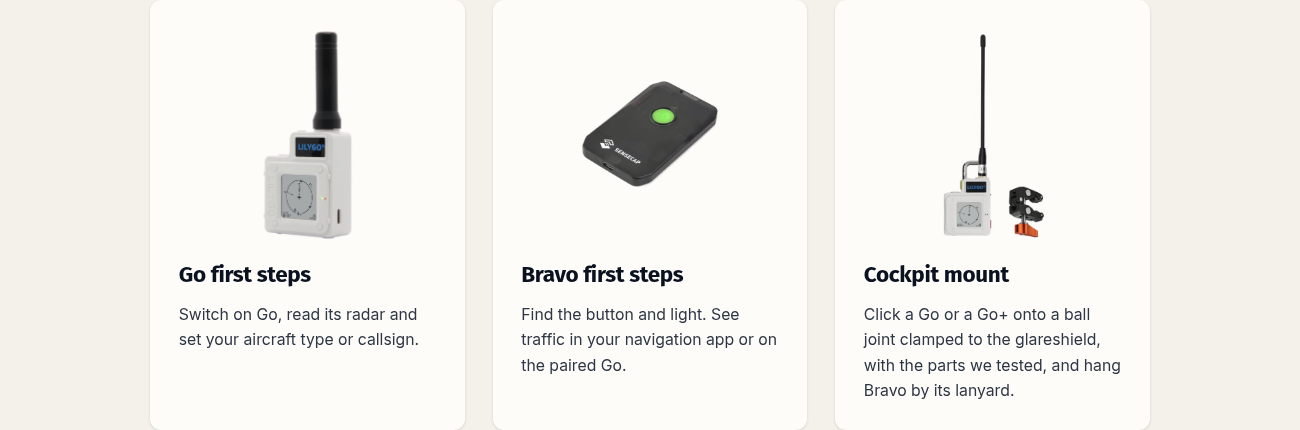 LILYGO
SENSECAP
LILYGO
Go first steps
Switch on Go, read its radar and
set your aircraft type or callsign.
Bravo first steps
Find the button and light. See
traffic in your navigation app or on
the paired Go.
Cockpit mount
Click a Go or a Go+ onto a ball
joint clamped to the glareshield,
with the parts we tested, and hang
Bravo by its lanyard.